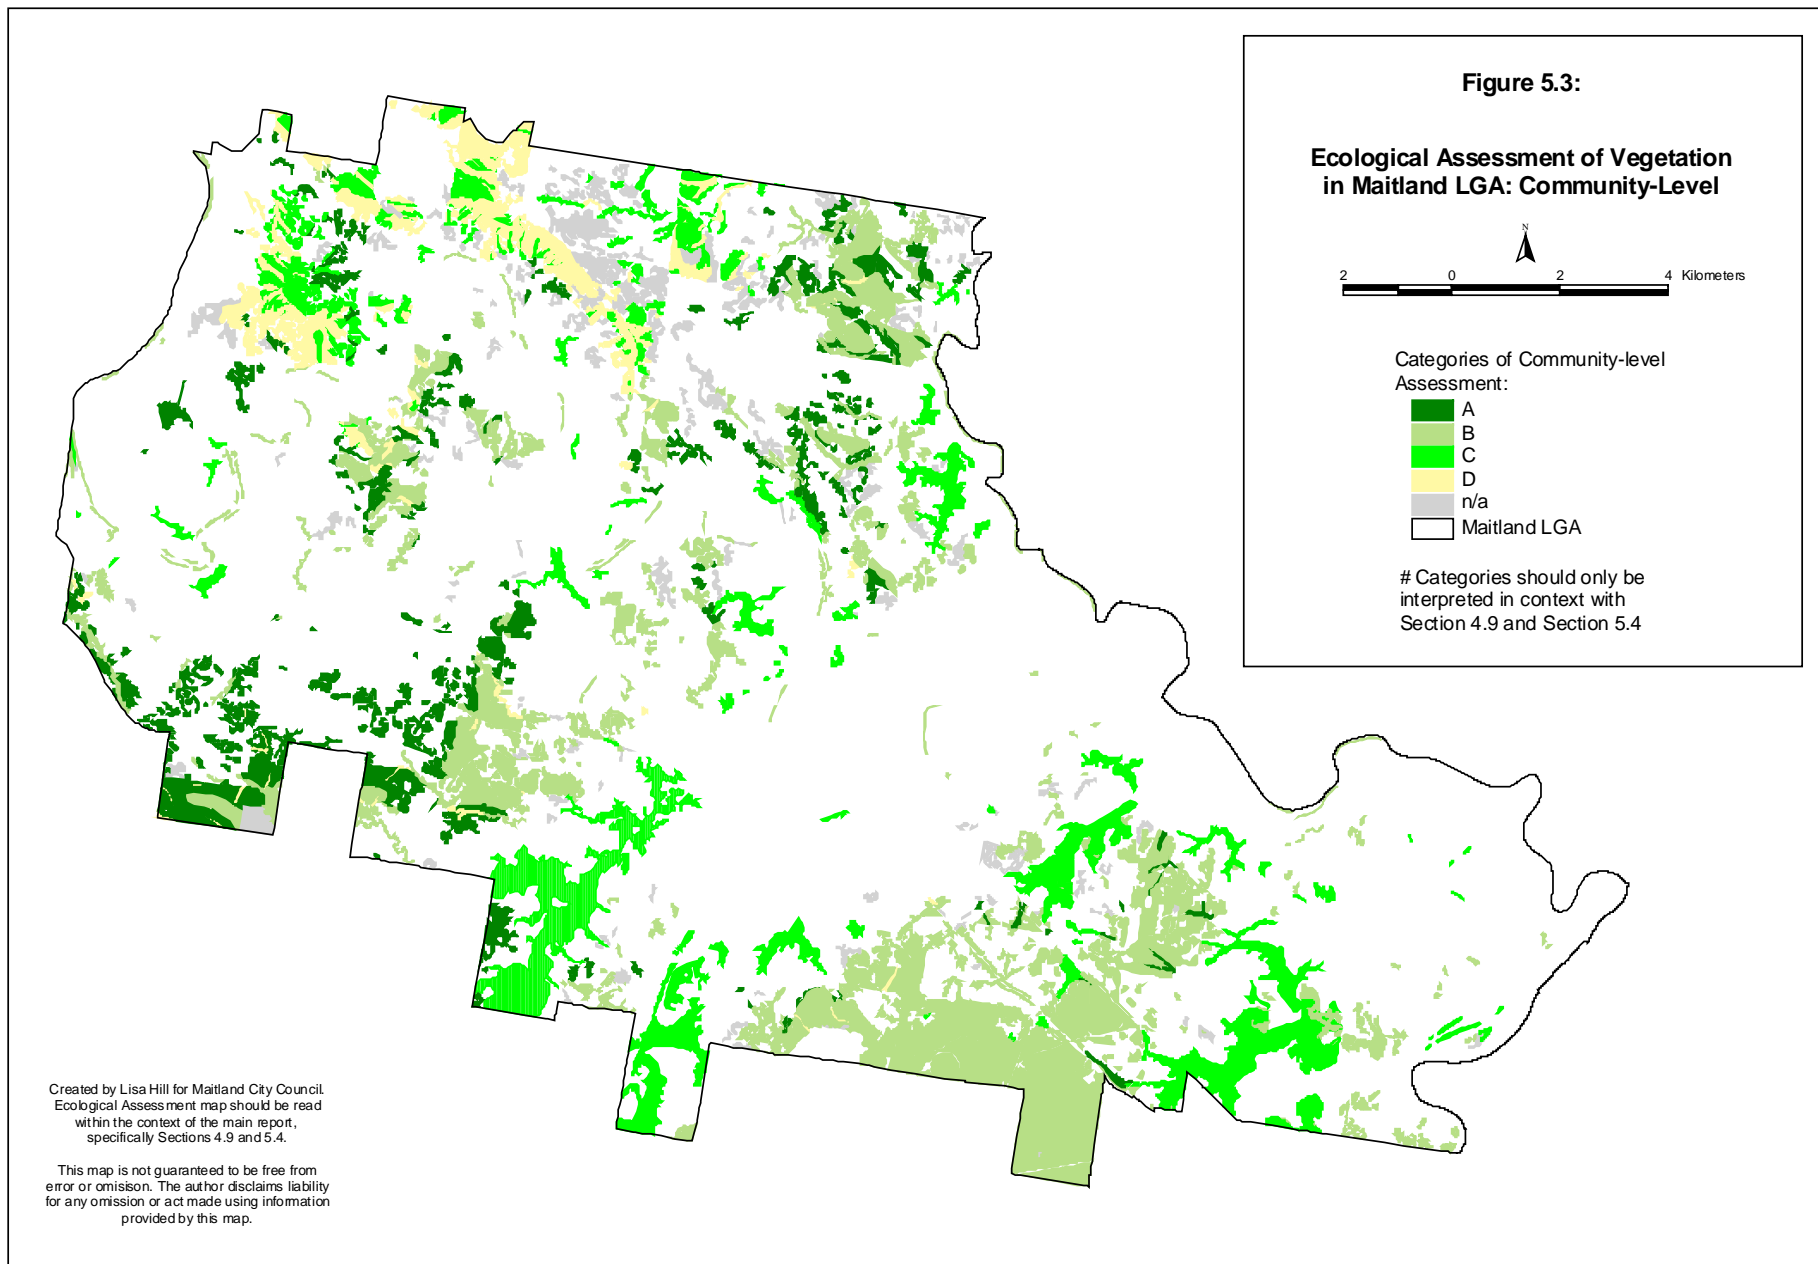 Figure 5.3:
Ecological Assessment of Vegetation
in Maitland LGA: Community-Level
N
2 0 2 4 Kilometers
Categories of Community-level
Assessment:
A
B
C
D
n/a
Maitland LGA
# Categories should only be
interpreted in context with
Section 4.9 and Section 5.4
Created by Lisa Hill for Maitland City Council.
Ecological Assessment map should be read
within the context of the main report,
specifically Sections 4.9 and 5.4.
This map is not guaranteed to be free from
error or omisison. The author disclaims liability
for any omission or act made using information
provided by this map.